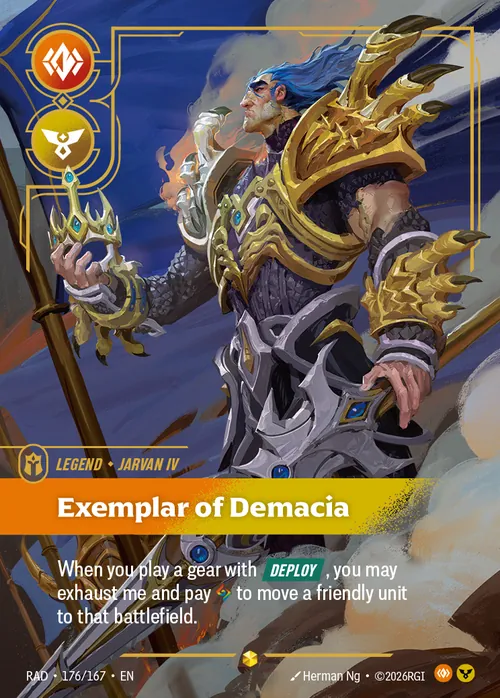 LEGEND • JARVAN IV
Exemplar of Demacia
When you play a gear with DEPLOY, you may
exhaust me and pay to move a friendly unit
to that battlefield.
RAD • 176/167 • EN
Herman Ng • ©2026RGI